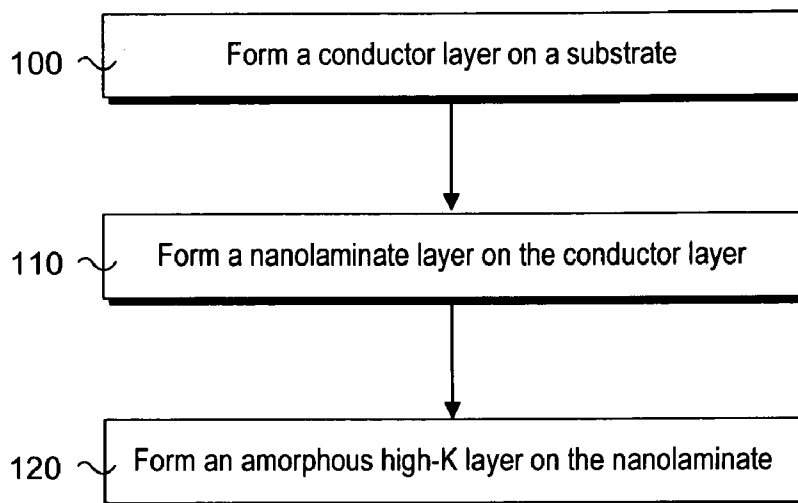 100 Form a conductor layer on a substrate
110 Form a nanolaminate layer on the conductor layer
120 Form an amorphous high-K layer on the nanolaminate